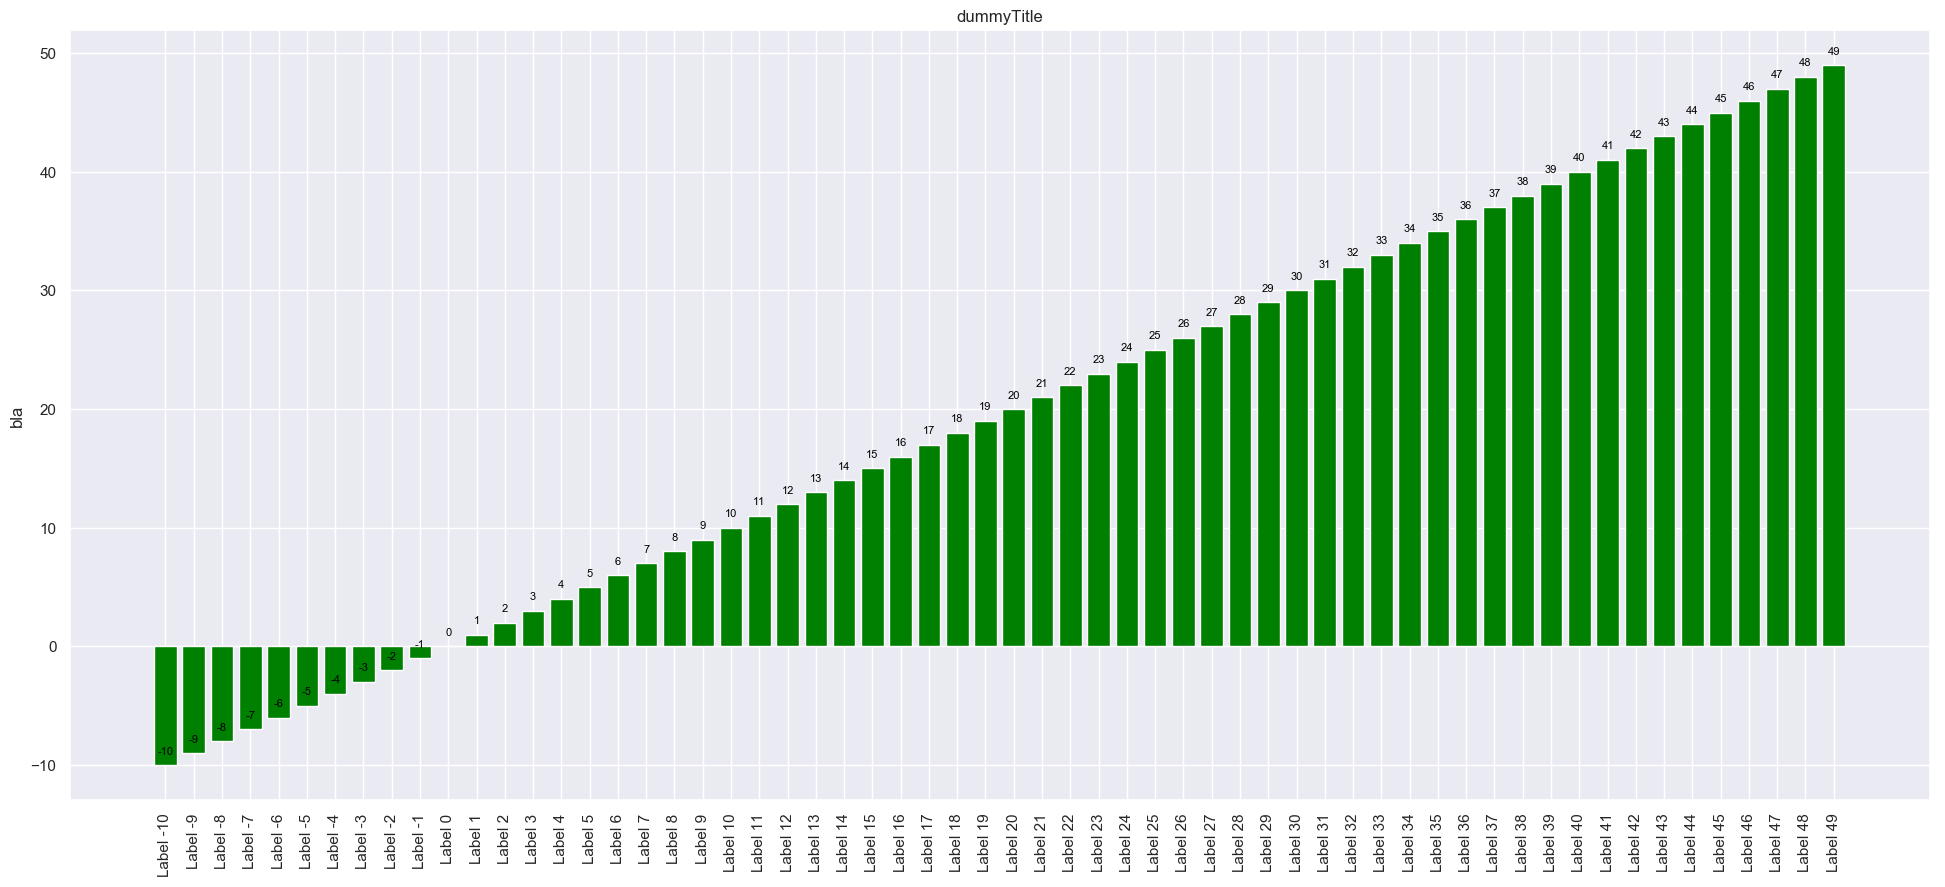 dummyTitle
bla
50
40
30
20
10
0
−10
-10
-9
-8
-7
-6
-5
-4
-3
-2
-1
0
1
2
3
4
5
6
7
8
9
10
11
12
13
14
15
16
17
18
19
20
21
22
23
24
25
26
27
28
29
30
31
32
33
34
35
36
37
38
39
40
41
42
43
44
45
46
47
48
49
Label -10
Label -9
Label -8
Label -7
Label -6
Label -5
Label -4
Label -3
Label -2
Label -1
Label 0
Label 1
Label 2
Label 3
Label 4
Label 5
Label 6
Label 7
Label 8
Label 9
Label 10
Label 11
Label 12
Label 13
Label 14
Label 15
Label 16
Label 17
Label 18
Label 19
Label 20
Label 21
Label 22
Label 23
Label 24
Label 25
Label 26
Label 27
Label 28
Label 29
Label 30
Label 31
Label 32
Label 33
Label 34
Label 35
Label 36
Label 37
Label 38
Label 39
Label 40
Label 41
Label 42
Label 43
Label 44
Label 45
Label 46
Label 47
Label 48
Label 49